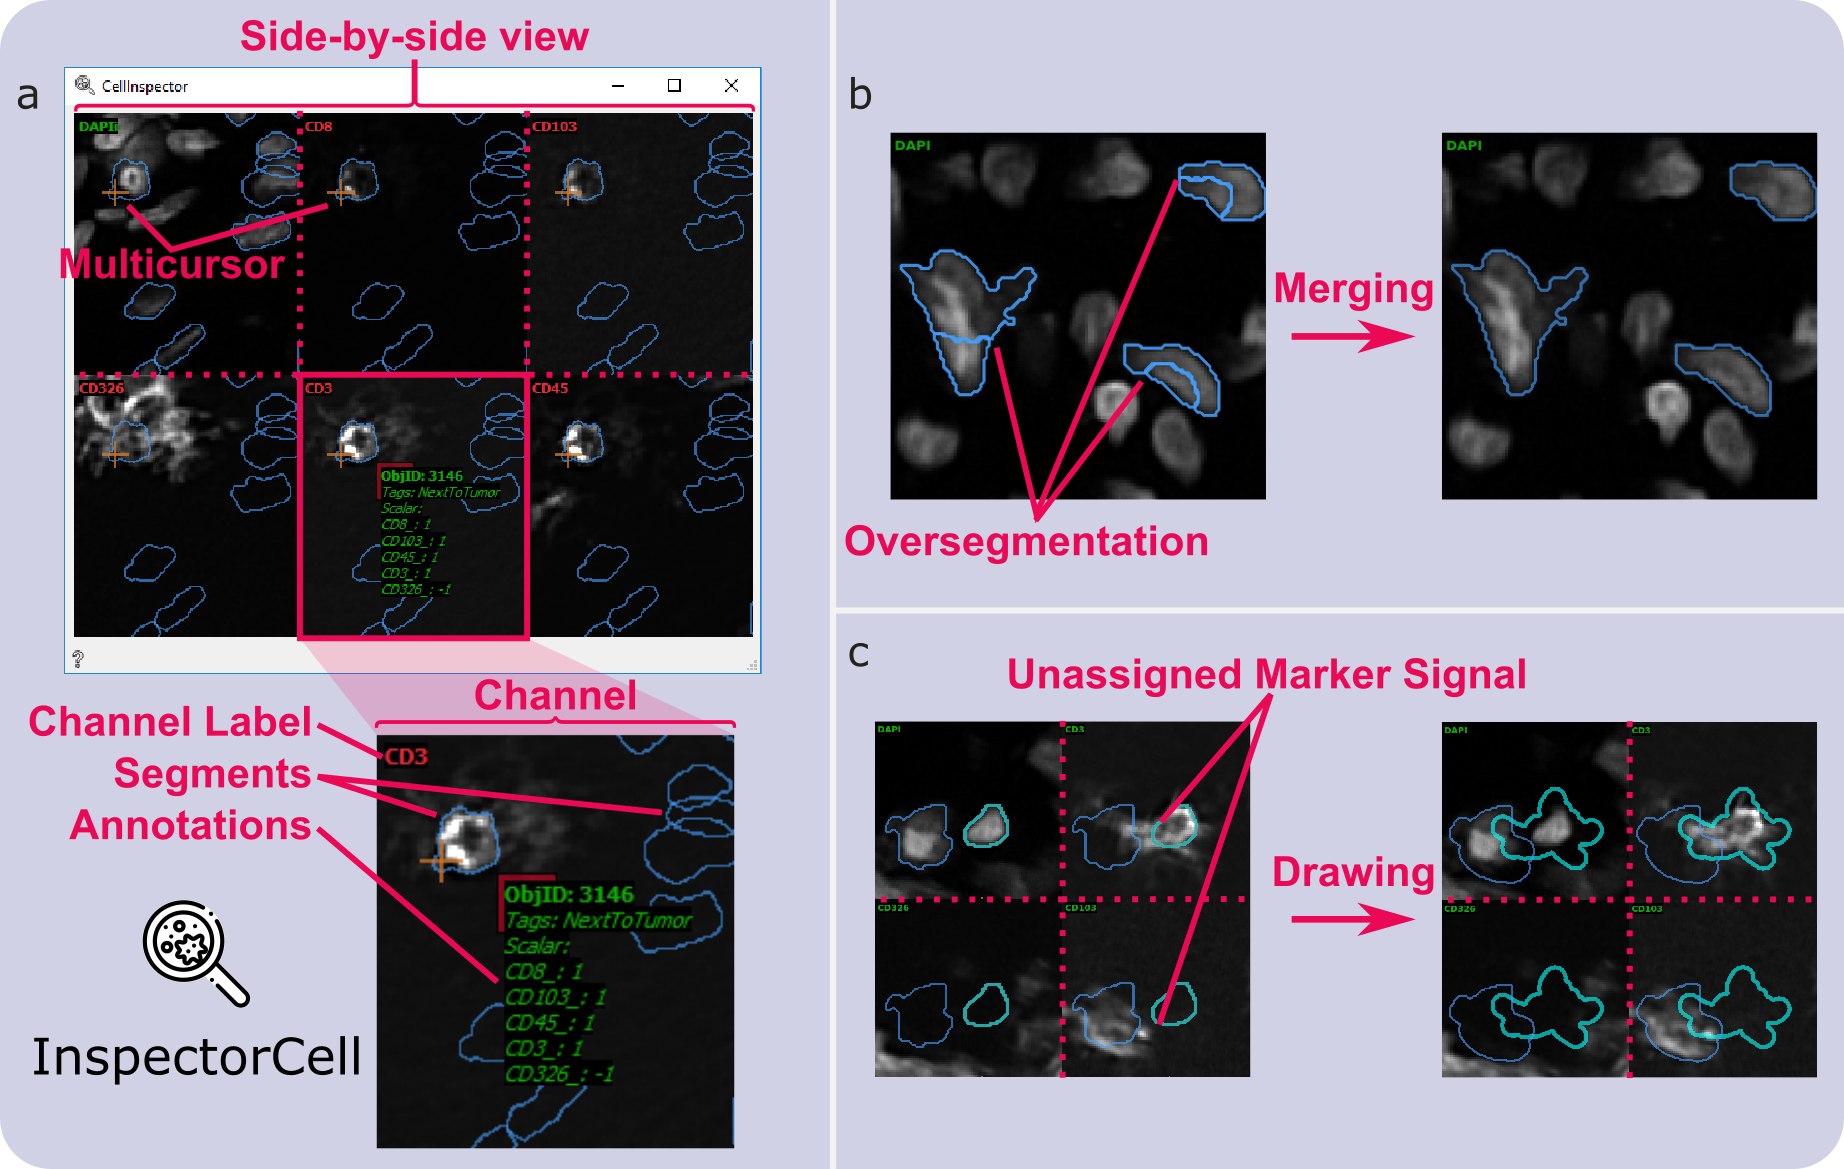 a
Side-by-side view
CellInspector
DAPI
CD8
CD103
Multicursor
CD326
CD3
CD45
ObjID: 3146
Tags: NextToTumor
Scalar:
CD8_: 1
CD103_: 1
CD45_: 1
CD3_: 1
CD326_: -1
?
Channel
Channel Label
Segments
Annotations
CD3
ObjID: 3146
Tags: NextToTumor
Scalar:
CD8_: 1
CD103_: 1
CD45_: 1
CD3_: 1
CD326_: -1
InspectorCell
b
DAPI
Merging
DAPI
Oversegmentation
c
Unassigned Marker Signal
DAPI
CD3
CD326
CD103
Drawing
DAPI
CD3
CD326
CD103